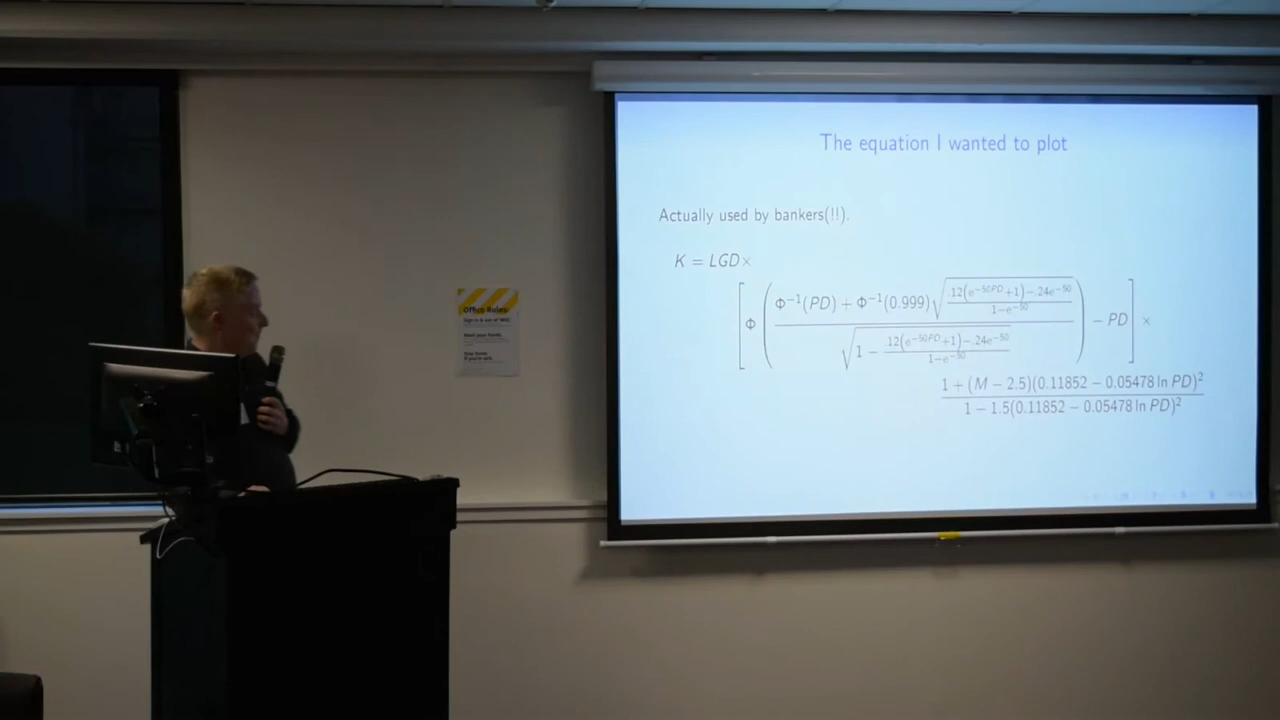 The equation I wanted to plot
Actually used by bankers(!!).
K = LGD×
[Φ((Φ⁻¹(PD) + Φ⁻¹(0.999)√(.12(e⁻⁵⁰ᴾᴰ+1)−.24e⁻⁵⁰ / 1−e⁻⁵⁰)) / √(1 − .12(e⁻⁵⁰ᴾᴰ+1)−.24e⁻⁵⁰ / 1−e⁻⁵⁰)) − PD] ×
1 + (M − 2.5)(0.11852 − 0.05478 ln PD)²
1 − 1.5(0.11852 − 0.05478 ln PD)²
Office Rules